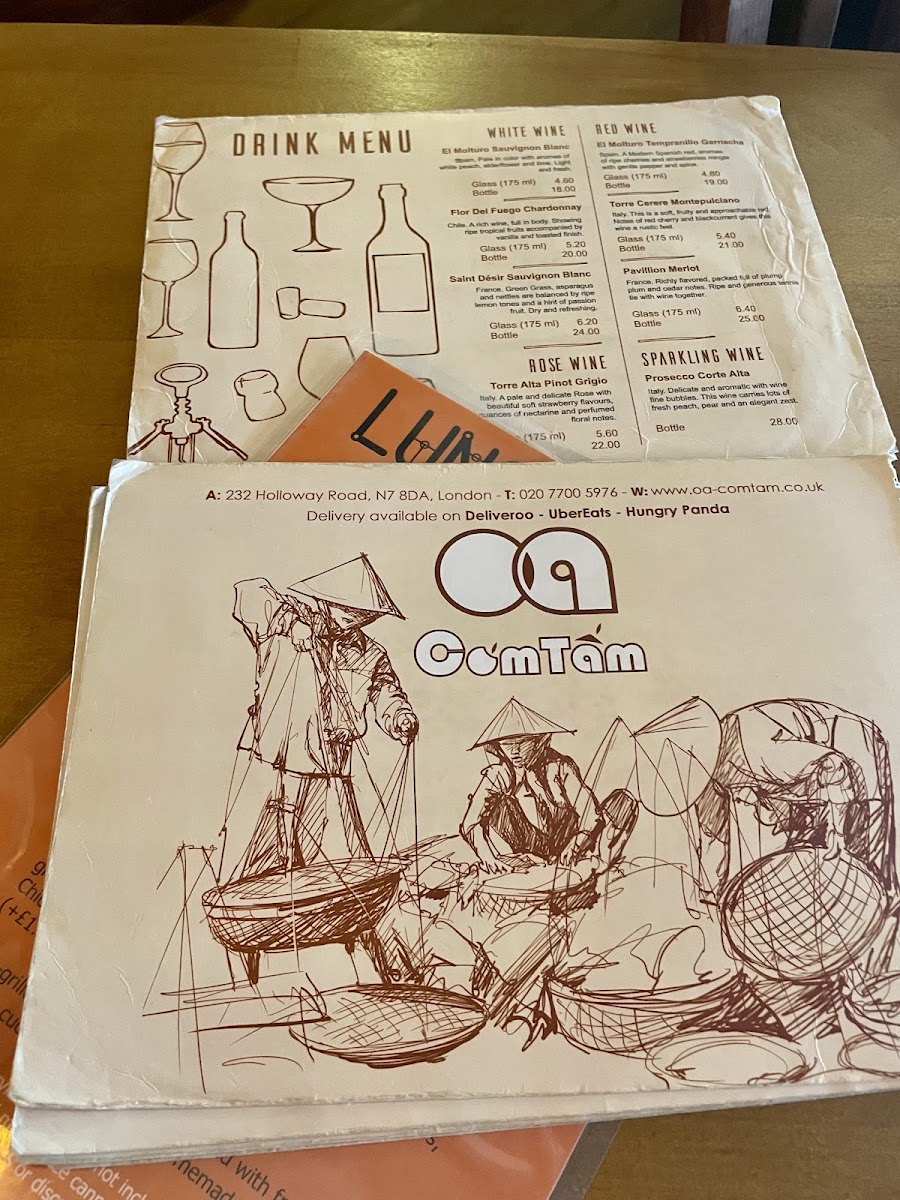 DRINK MENU
WHITE WINE
El Molturo Sauvignon Blanc
Spain, Pale in color with aromas of
white peach, elderflower and lime. Light
and fresh.
Glass (175 ml) 4.60
Bottle 18.00
Flor Del Fuego Chardonnay
Chile. A rich wine, full in body. Showing
ripe tropical fruits accompanied by
vanilla and toasted finish.
Glass (175 ml) 5.20
Bottle 20.00
Saint Désir Sauvignon Blanc
France. Green Grass, asparagus
and nettles are balanced by ripe
lemon tones and a hint of passion
fruit. Dry and refreshing.
Glass (175 ml) 6.20
Bottle 24.00
ROSE WINE
Torre Alta Pinot Grigio
Italy. A pale and delicate Rose with
beautiful soft strawberry flavours,
nuances of nectarine and perfumed
floral notes.
(175 ml) 5.60
22.00
RED WINE
El Molturo Tempranillo Garnacha
Spain. A Modern Spanish red, aromas
of ripe cherries and strawberries mingle
with gentle pepper and spice.
Glass (175 ml) 4.80
Bottle 19.00
Torre Cerere Montepulciano
Italy. This is a soft, fruity and approachable red.
Notes of red cherry and blackcurrant gives this
wine a rustic feel.
Glass (175 ml) 5.40
Bottle 21.00
Pavillion Merlot
France. Richly flavored, packed full of plump
plum and cedar notes. Ripe and generous tennis
tie with wine together.
Glass (175 ml) 6.40
Bottle 25.00
SPARKLING WINE
Prosecco Corte Alta
Italy. Delicate and aromatic with wine
fine bubbles. This wine carries lots of
fresh peach, pear and an elegant zest.
Bottle 28.00
LUN
A: 232 Holloway Road, N7 8DA, London - T: 020 7700 5976 - W: www.oa-comtam.co.uk
Delivery available on Deliveroo - UberEats - Hungry Panda
oa
CơmTấm
(+£1.
with